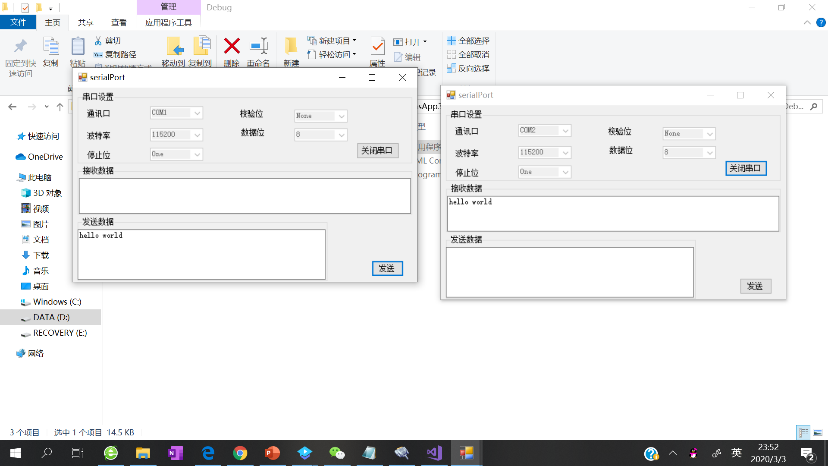 管理
Debug
文件
主页
共享
查看
应用程序工具
固定到快
速访问
复制
粘贴
剪切
复制路径
移动到
复制到
删除
重命名
新建
新建项目
轻松访问
属性
打开
编辑
全部选择
全部取消
反向选择
快速访问
OneDrive
此电脑
3D 对象
视频
图片
文档
下载
音乐
桌面
Windows (C:)
DATA (D:)
RECOVERY (E:)
网络
serialPort
串口设置
通讯口
COM1
校验位
None
波特率
115200
数据位
8
停止位
One
关闭串口
接收数据
发送数据
hello world
发送
serialPort
串口设置
通讯口
COM2
校验位
None
波特率
115200
数据位
8
停止位
One
关闭串口
接收数据
hello world
发送数据
发送
3 个项目
选中 1 个项目 14.5 KB
英
23:52
2020/3/3
2